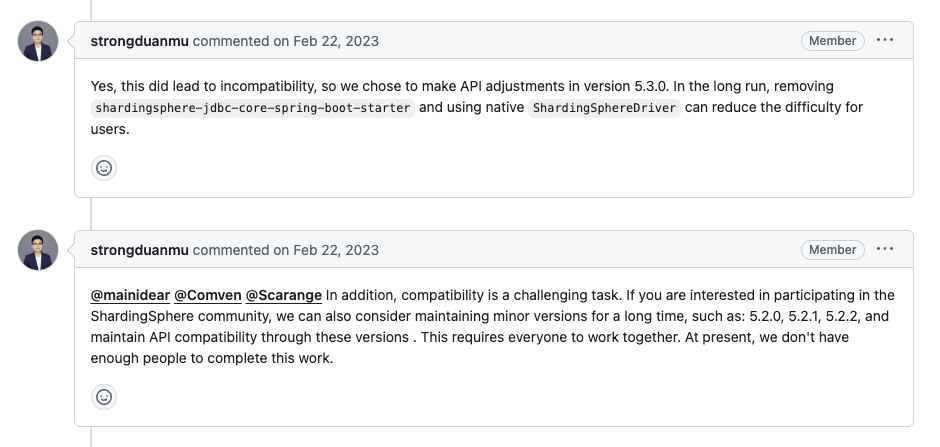 strongduanmu commented on Feb 22, 2023 Member ...
Yes, this did lead to incompatibility, so we chose to make API adjustments in version 5.3.0. In the long run, removing
shardingsphere-jdbc-core-spring-boot-starter and using native ShardingSphereDriver can reduce the difficulty for
users.
strongduanmu commented on Feb 22, 2023 Member ...
@mainidear @Comven @Scarange In addition, compatibility is a challenging task. If you are interested in participating in the
ShardingSphere community, we can also consider maintaining minor versions for a long time, such as: 5.2.0, 5.2.1, 5.2.2, and
maintain API compatibility through these versions . This requires everyone to work together. At present, we don't have
enough people to complete this work.